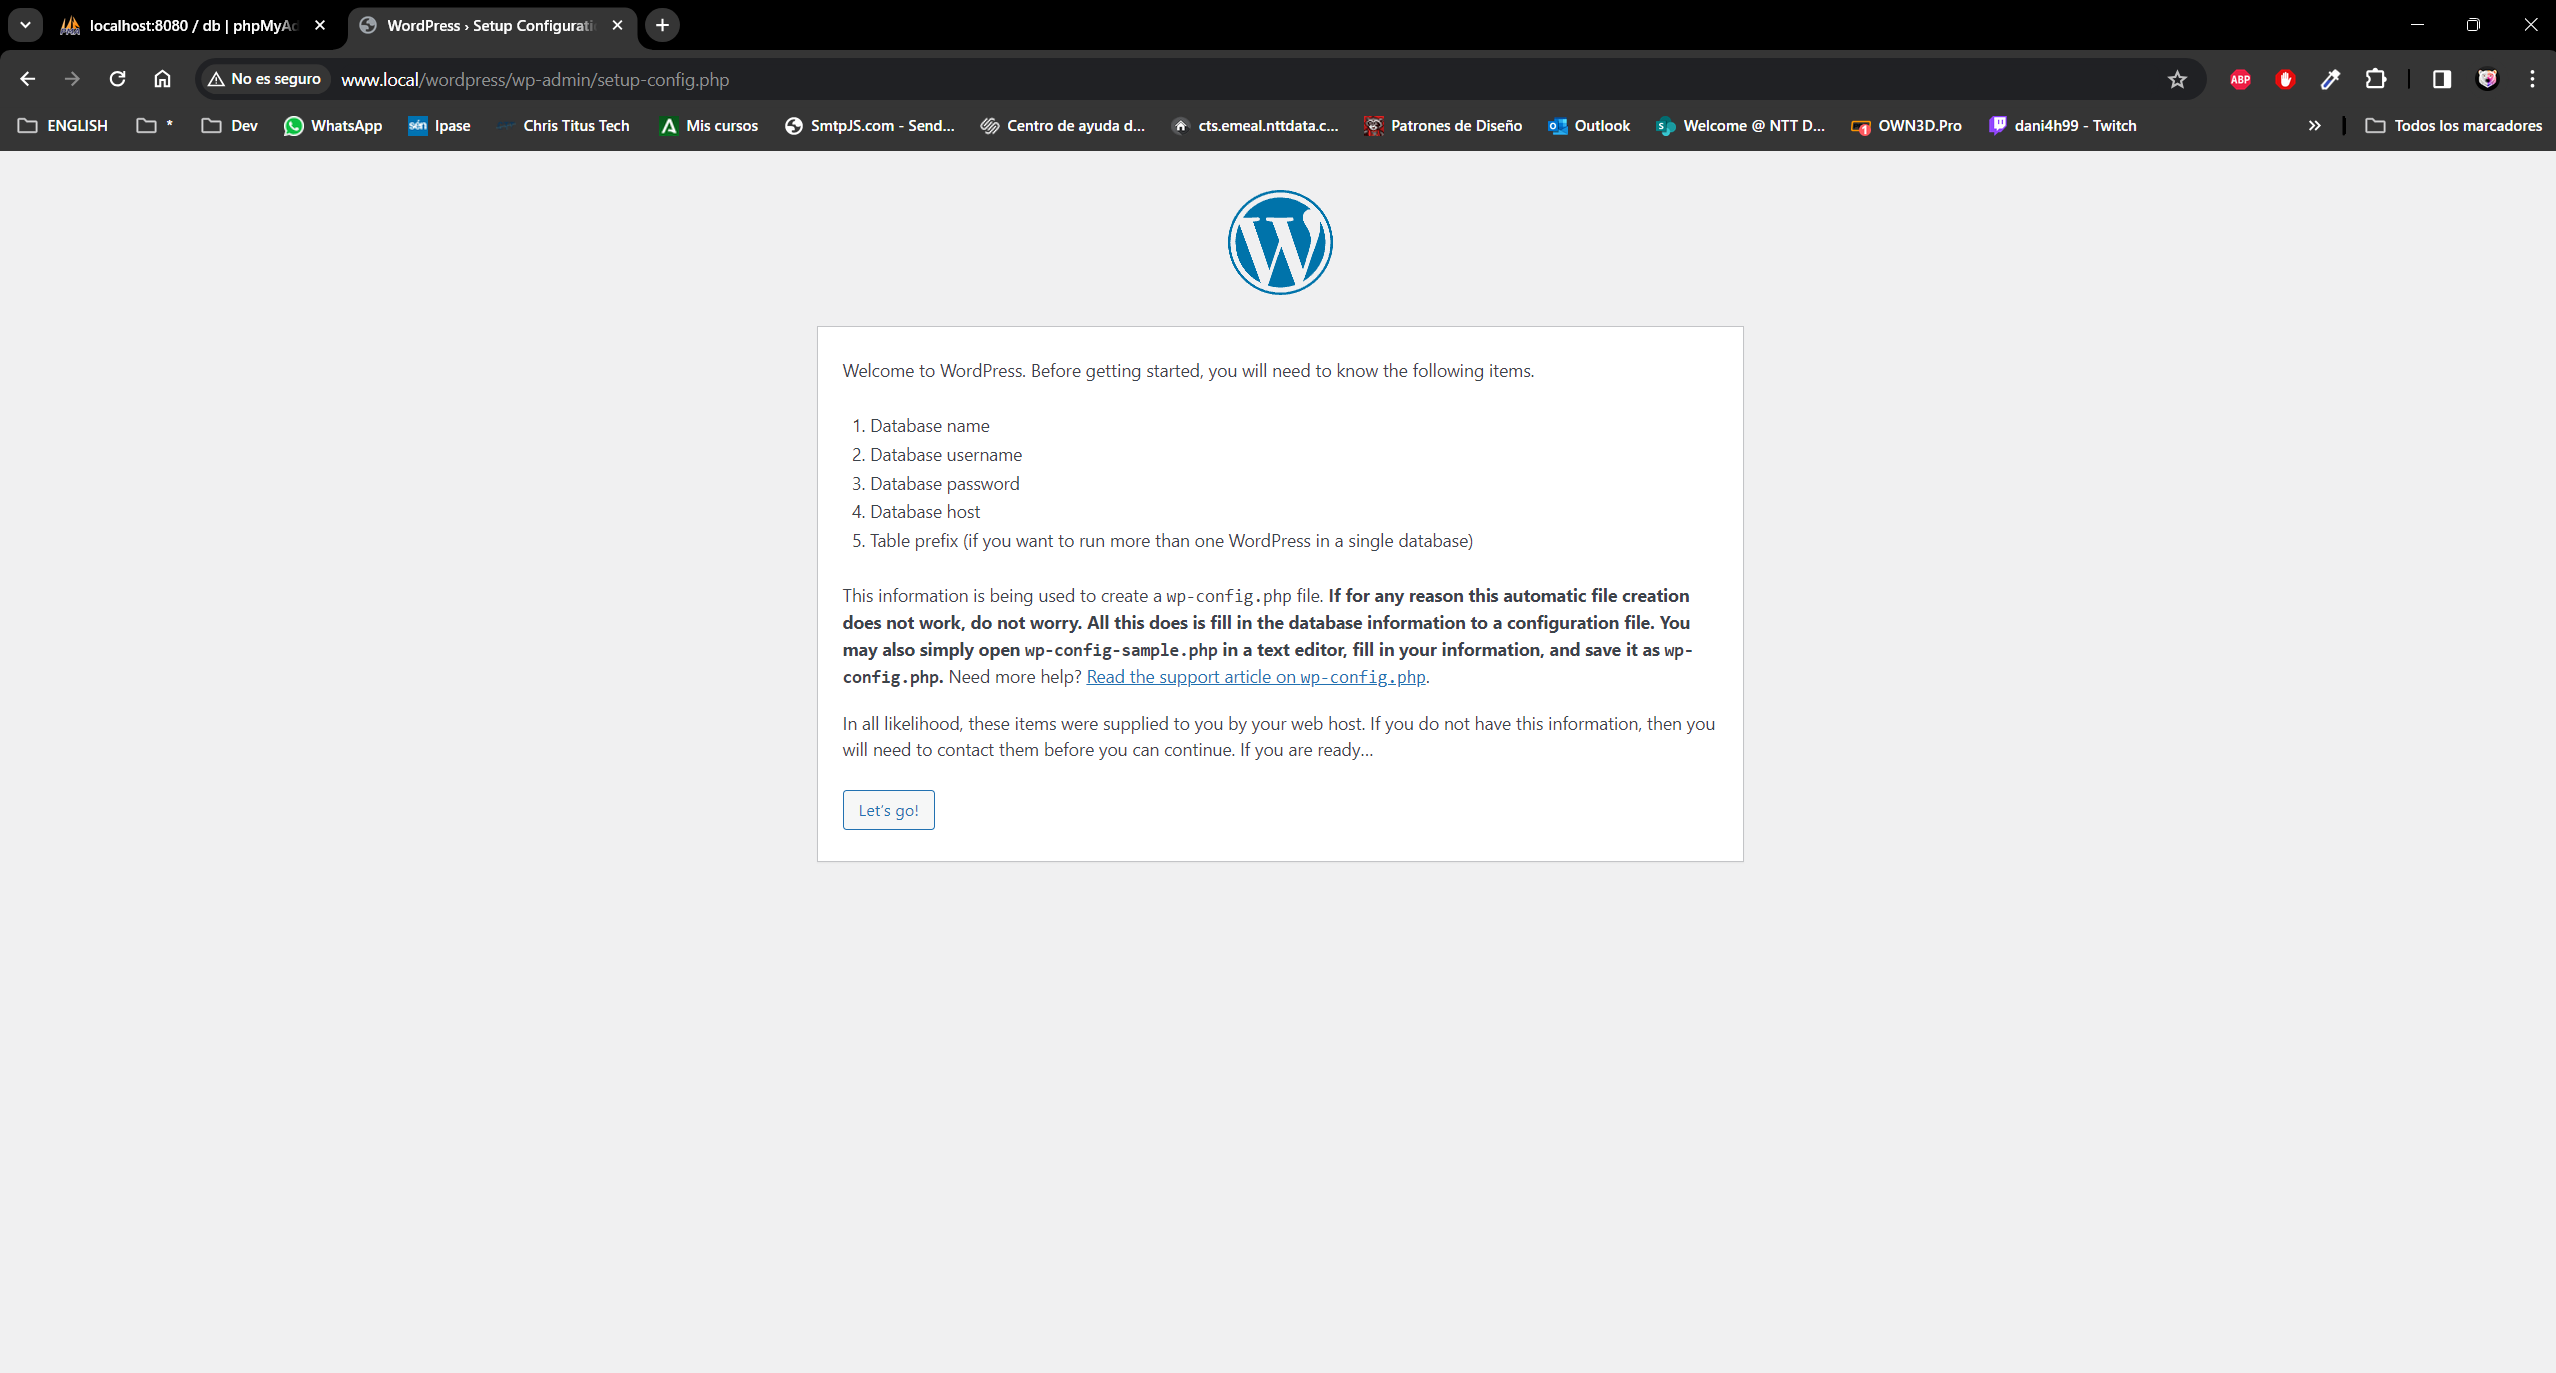 localhost:8080 / db | phpMyAd
WordPress › Setup Configurati
No es seguro
www.local/wordpress/wp-admin/setup-config.php
ABP
ENGLISH
*
Dev
WhatsApp
sén
Ipase
Chris Titus Tech
Mis cursos
SmtpJS.com - Send...
Centro de ayuda d...
cts.emeal.nttdata.c...
Patrones de Diseño
Outlook
Welcome @ NTT D...
OWN3D.Pro
dani4h99 - Twitch
»
Todos los marcadores
Welcome to WordPress. Before getting started, you will need to know the following items.
1. Database name
2. Database username
3. Database password
4. Database host
5. Table prefix (if you want to run more than one WordPress in a single database)
This information is being used to create a wp-config.php file. If for any reason this automatic file creation
does not work, do not worry. All this does is fill in the database information to a configuration file. You
may also simply open wp-config-sample.php in a text editor, fill in your information, and save it as wp-
config.php. Need more help? Read the support article on wp-config.php.
In all likelihood, these items were supplied to you by your web host. If you do not have this information, then you
will need to contact them before you can continue. If you are ready…
Let’s go!